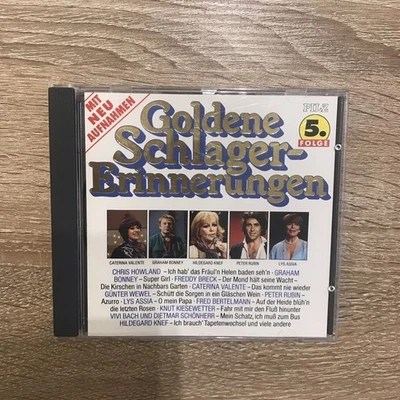 MIT
NEU
AUFNAHMEN
PILZ
5.
FOLGE
Goldene
Schlager-
Erinnerungen
CATERINA VALENTE
GRAHAM BONNEY
HILDEGARD KNEF
PETER RUBIN
LYS ASSIA
CHRIS HOWLAND – Ich hab' das Fräul'n Helen baden seh'n · GRAHAM
BONNEY – Super Girl · FREDDY BRECK – Der Mond hält seine Wacht ·
Die Kirschen in Nachbars Garten · CATERINA VALENTE – Das kommt nie wieder
GÜNTER WEWEL – Schütt die Sorgen in ein Gläschen Wein · PETER RUBIN –
Azurro · LYS ASSIA – O mein Papa · FRED BERTELMANN – Auf der Heide blüh'n
die letzten Rosen · KNUT KIESEWETTER – Fahr mit mir den Fluß hinunter
VIVI BACH UND DIETMAR SCHÖNHERR – Mein Schatz, ich muß zum Bus
HILDEGARD KNEF – Ich brauch' Tapetenwechsel und viele andere